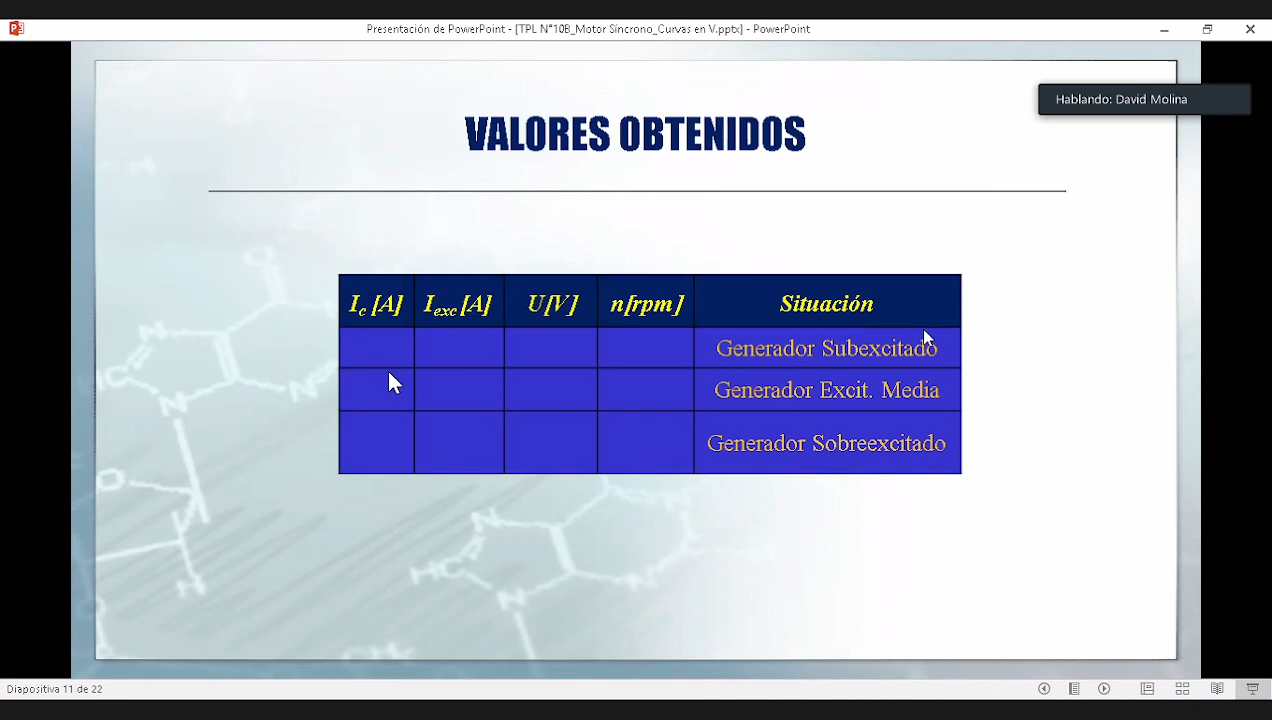 Presentación de PowerPoint - [TPL N°10B_Motor Síncrono_Curvas en V.pptx] - PowerPoint
Hablando: David Molina
VALORES OBTENIDOS
Ic [A] Iexc [A] U[V] n[rpm] Situación
Generador Subexcitado
Generador Excit. Media
Generador Sobreexcitado
Diapositiva 11 de 22